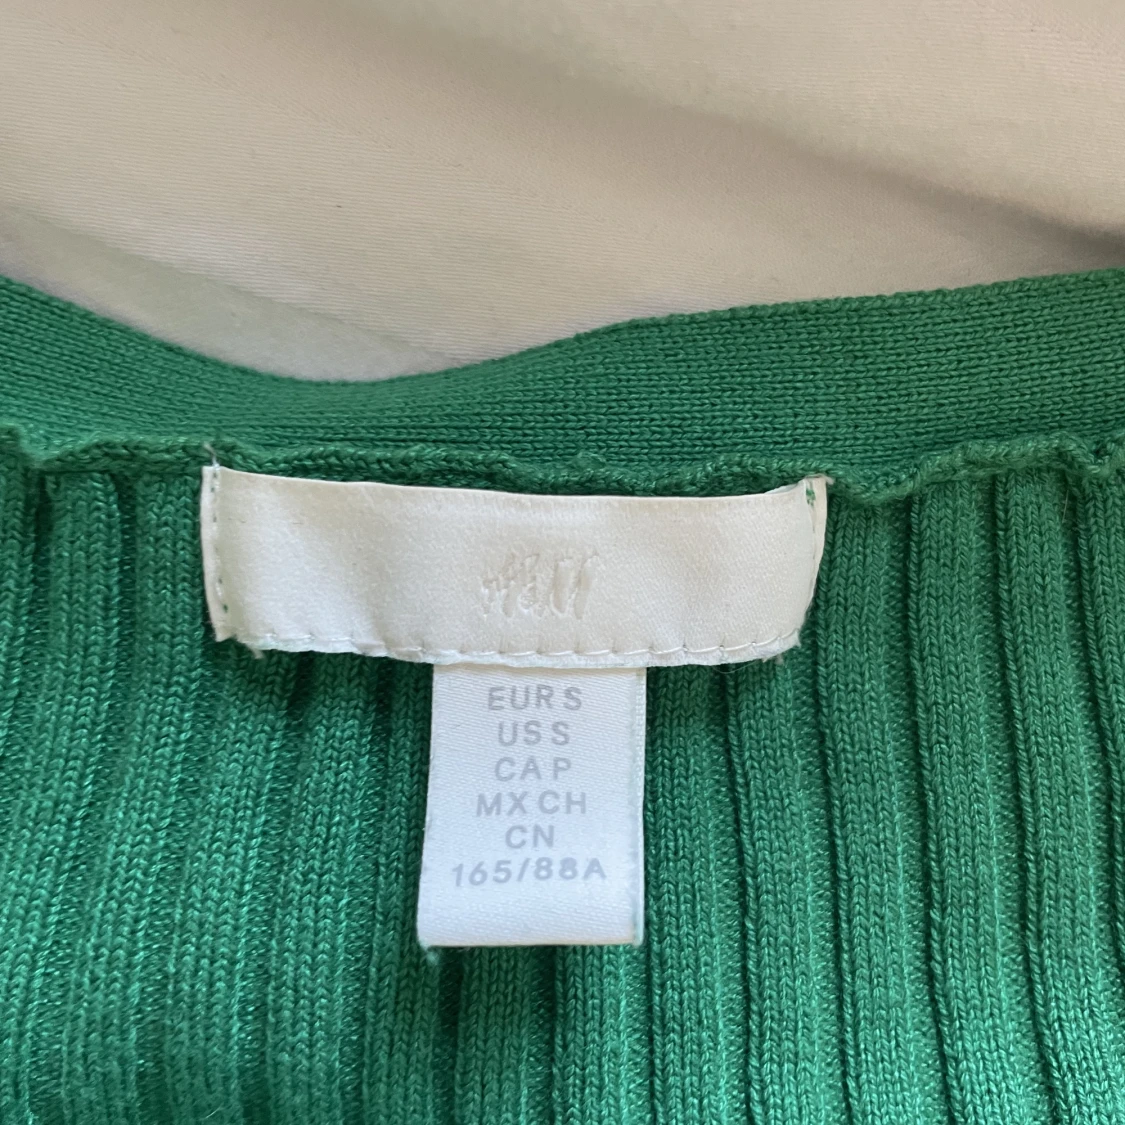 H&M
EUR S
US S
CA P
MX CH
CN
165/88A